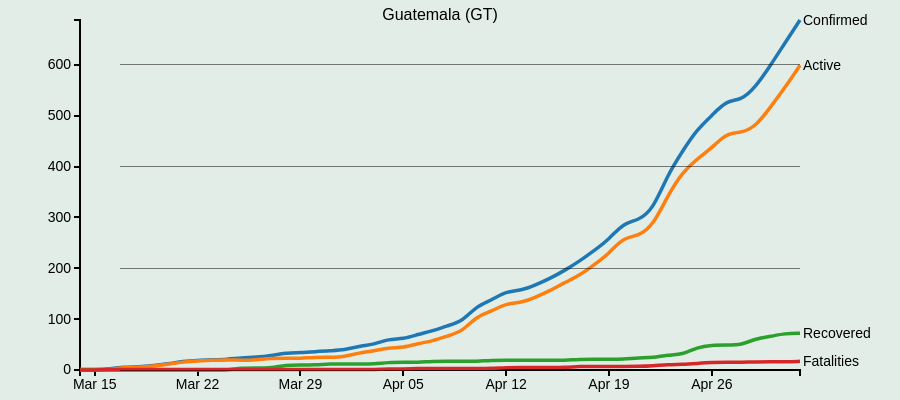 Guatemala (GT)
Confirmed
Active
Recovered
Fatalities
600
500
400
300
200
100
0
Mar 15
Mar 22
Mar 29
Apr 05
Apr 12
Apr 19
Apr 26